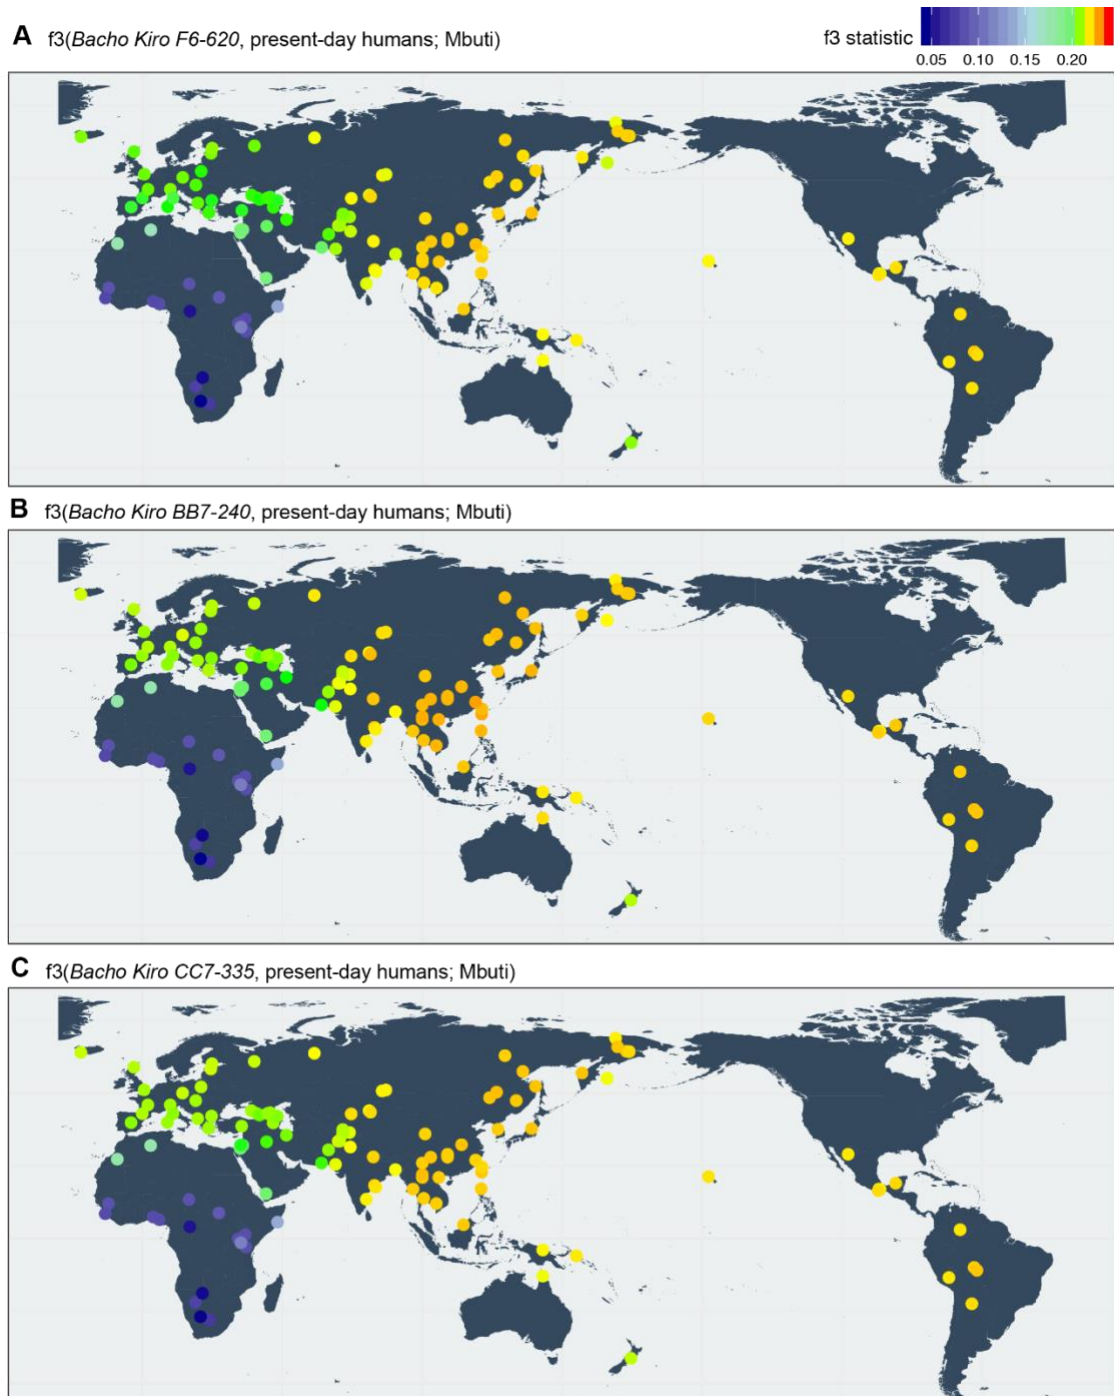 A f3(Bacho Kiro F6-620, present-day humans; Mbuti)
f3 statistic
0.05 0.10 0.15 0.20
B f3(Bacho Kiro BB7-240, present-day humans; Mbuti)
C f3(Bacho Kiro CC7-335, present-day humans; Mbuti)